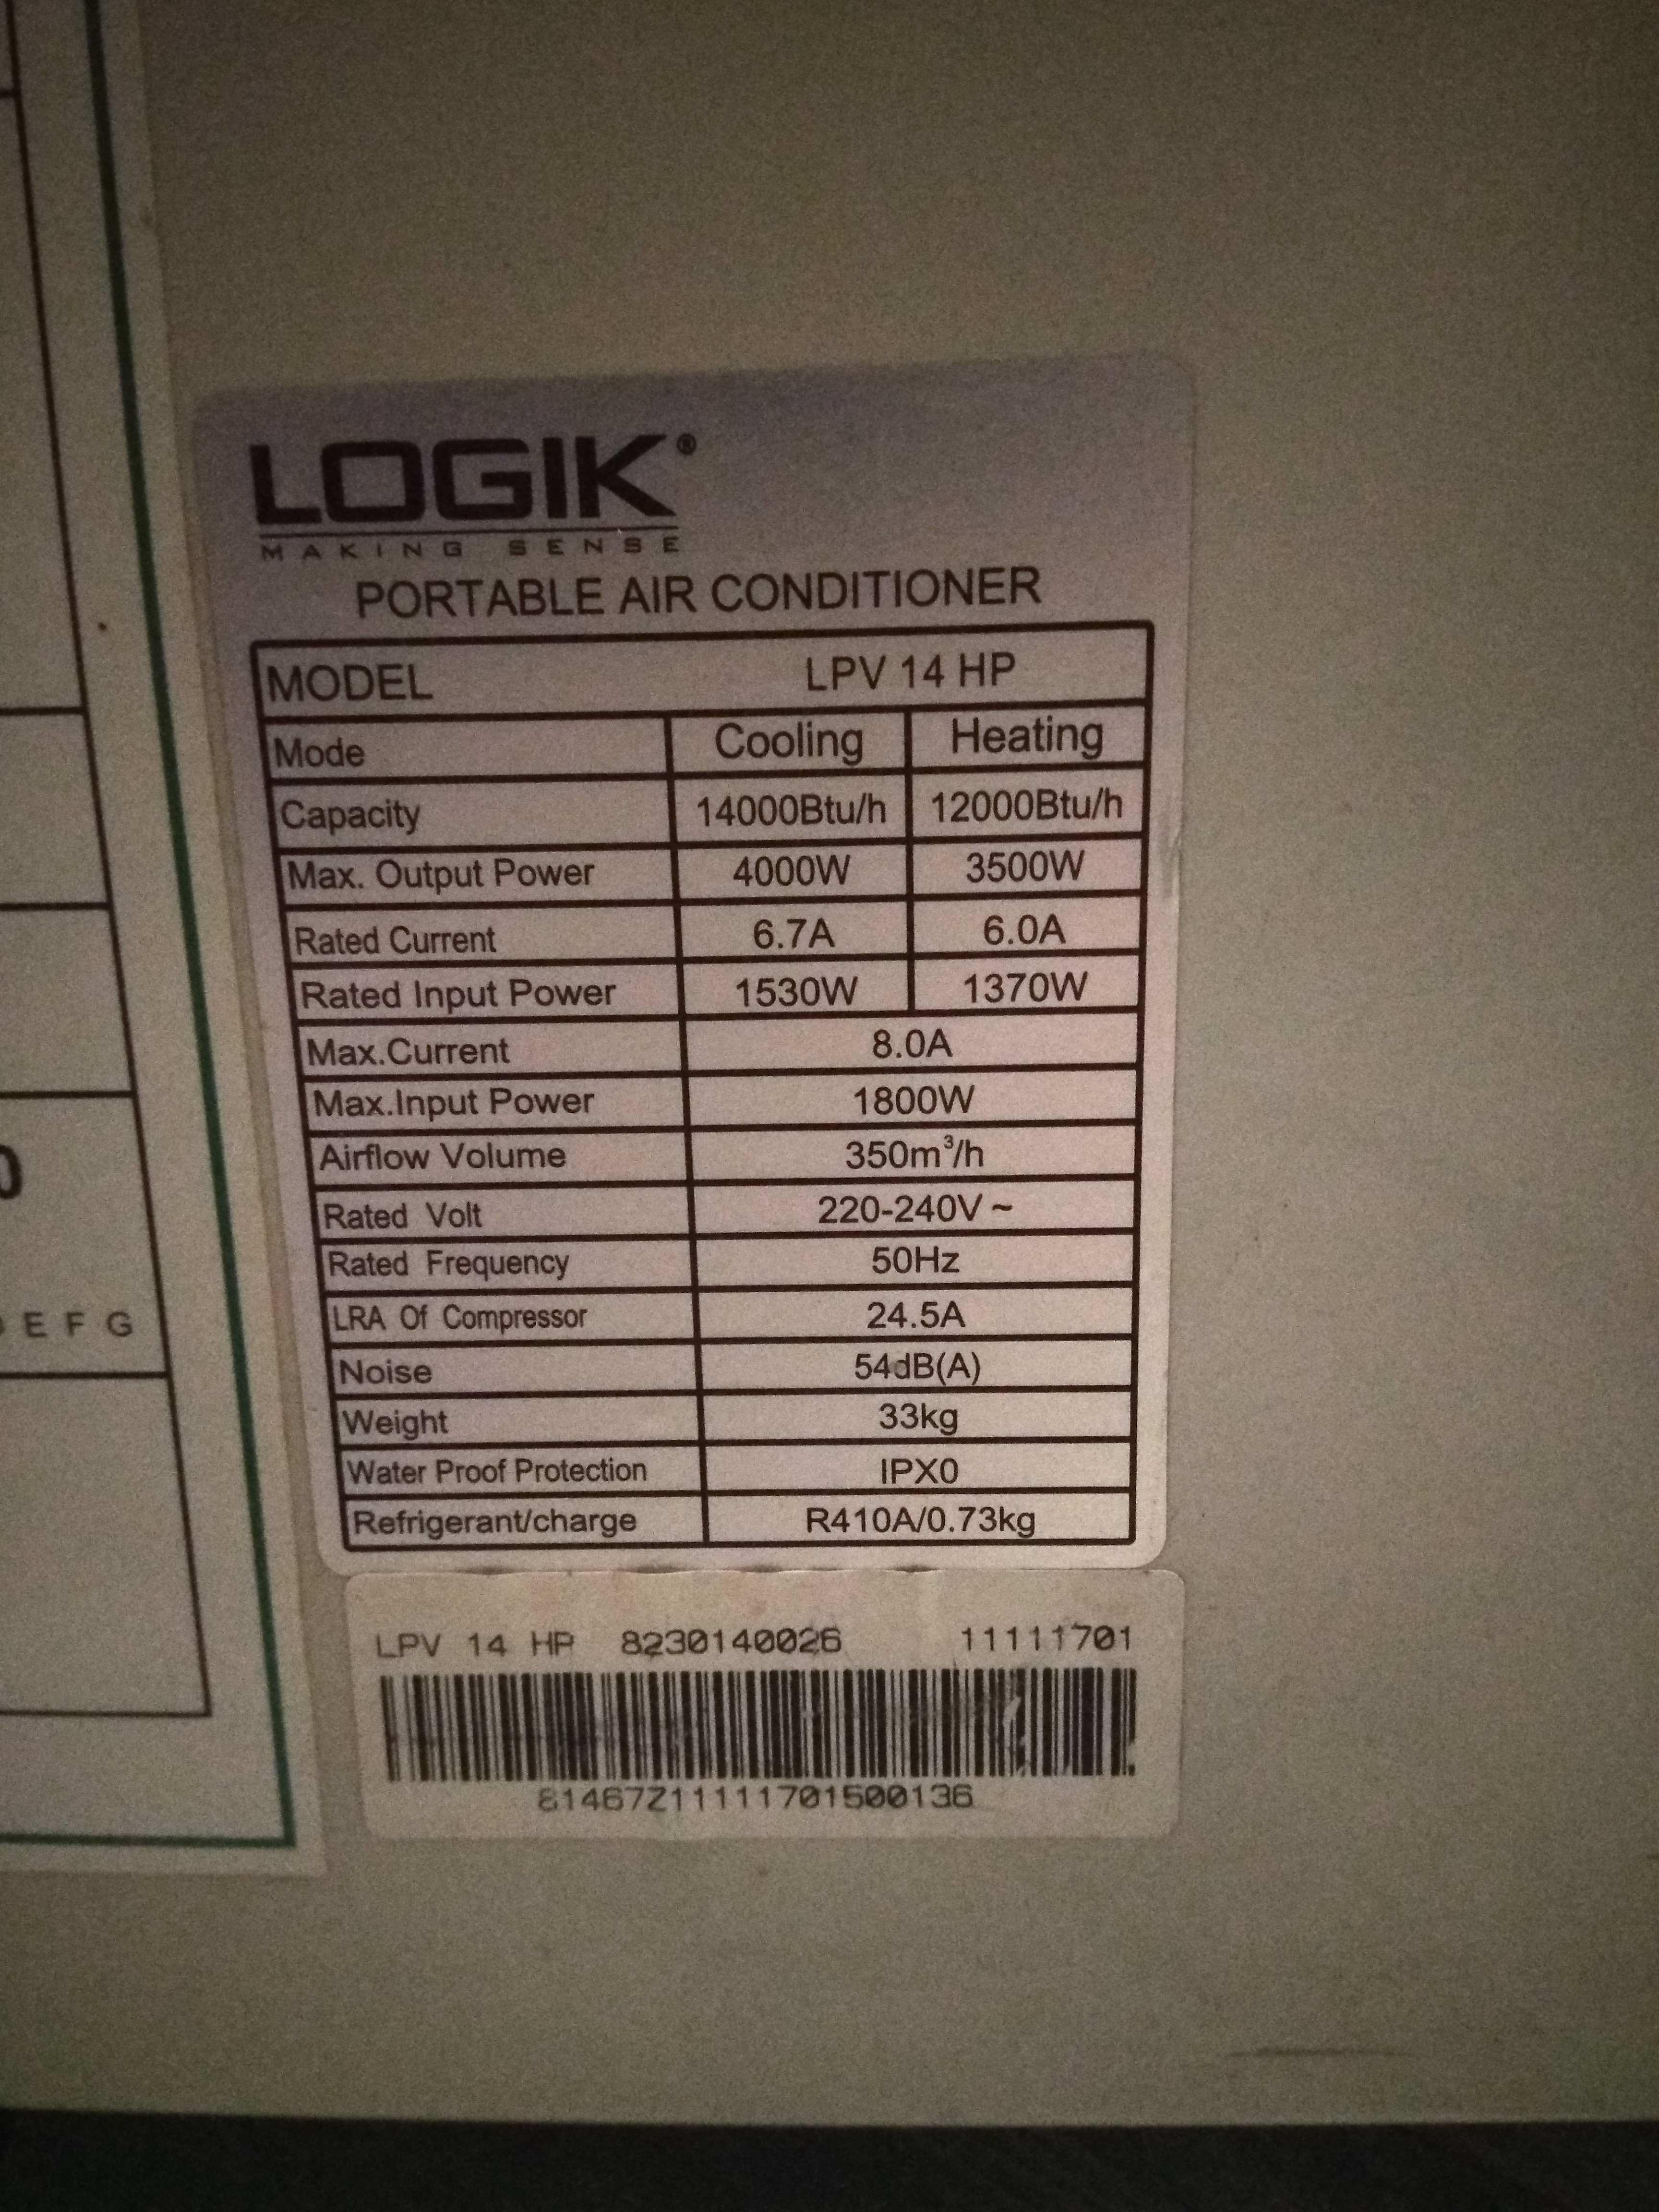 LOGIK®
MAKING SENSE
PORTABLE AIR CONDITIONER
MODEL LPV 14 HP
Mode Cooling Heating
Capacity 14000Btu/h 12000Btu/h
Max. Output Power 4000W 3500W
Rated Current 6.7A 6.0A
Rated Input Power 1530W 1370W
Max.Current 8.0A
Max.Input Power 1800W
Airflow Volume 350m³/h
Rated Volt 220-240V ~
Rated Frequency 50Hz
LRA Of Compressor 24.5A
Noise 54dB(A)
Weight 33kg
Water Proof Protection IPX0
Refrigerant/charge R410A/0.73kg
LPV 14 HP 8230140026 11111701
81467Z11111701500136
E F G